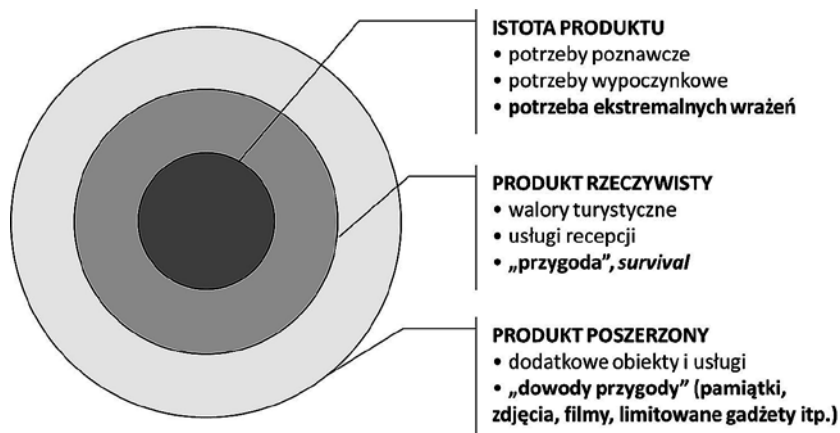 ISTOTA PRODUKTU
• potrzeby poznawcze
• potrzeby wypoczynkowe
• potrzeba ekstremalnych wrażeń
PRODUKT RZECZYWISTY
• walory turystyczne
• usługi recepcji
• „przygoda”, survival
PRODUKT POSZERZONY
• dodatkowe obiekty i usługi
• „dowody przygody” (pamiątki,
zdjęcia, filmy, limitowane gadżety itp.)